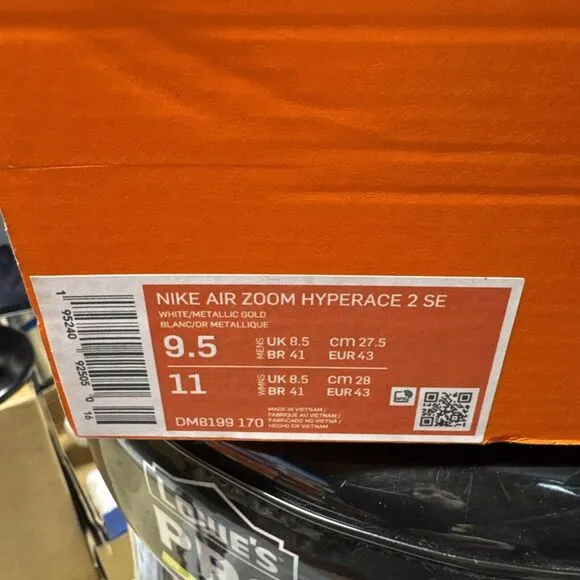 NIKE AIR ZOOM HYPERACE 2 SE
WHITE/METALLIC GOLD
BLANC/OR METALLIQUE
9.5 MENS UK 8.5 CM 27.5
BR 41 EUR 43
11 WMNS UK 8.5 CM 28
BR 41 EUR 43
DM8199 170
MADE IN VIETNAM /
FABRIQUE AU VIETNAM /
FABRICADO NO VIETNÃ /
HECHO EN VIETNAM
1 95240 92505 0 16
LOWE'S
PRO